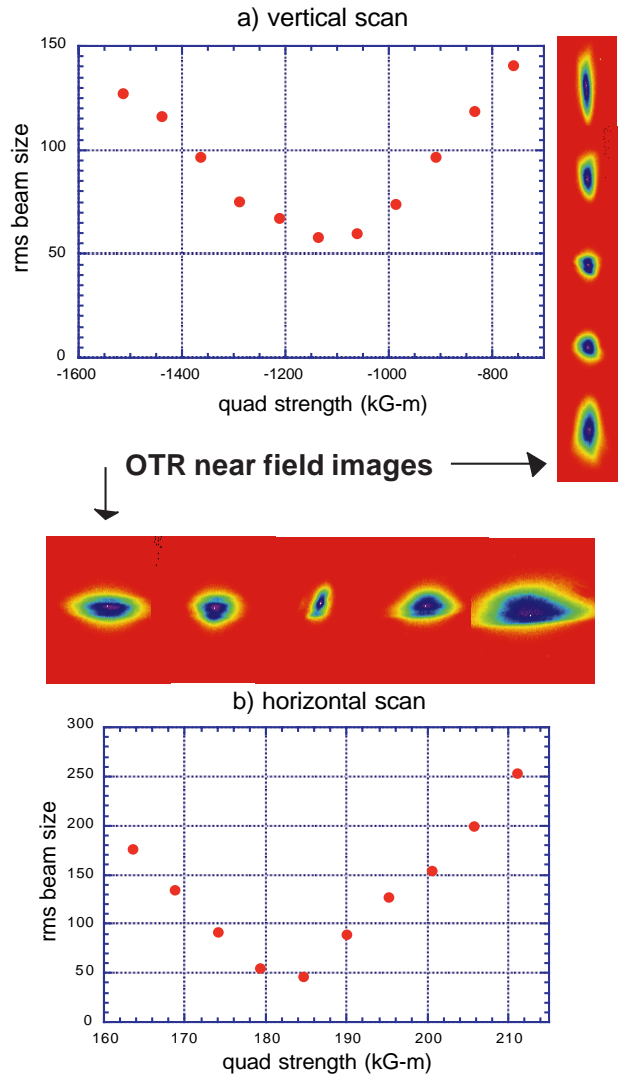 a) vertical scan
150
100
50
0
rms beam size
-1600 -1400 -1200 -1000 -800
quad strength (kG-m)
OTR near field images
b) horizontal scan
300
250
200
150
100
50
0
rms beam size
160 170 180 190 200 210
quad strength (kG-m)